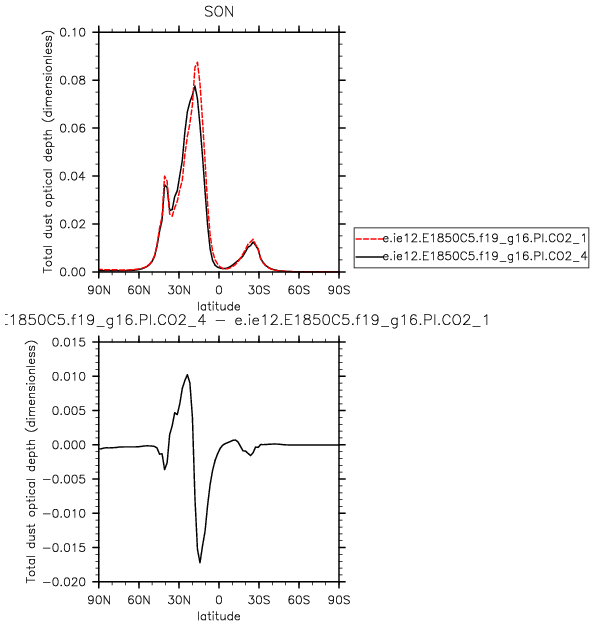 SON
Total dust optical depth (dimensionless)
0.10
0.08
0.06
0.04
0.02
0.00
90N 60N 30N 0 30S 60S 90S
latitude
e.ie12.E1850C5.f19_g16.PI.CO2_1
e.ie12.E1850C5.f19_g16.PI.CO2_4
:1850C5.f19_g16.PI.CO2_4 - e.ie12.E1850C5.f19_g16.PI.CO2_1
Total dust optical depth (dimensionless)
0.015
0.010
0.005
0.000
-0.005
-0.010
-0.015
-0.020
90N 60N 30N 0 30S 60S 90S
latitude